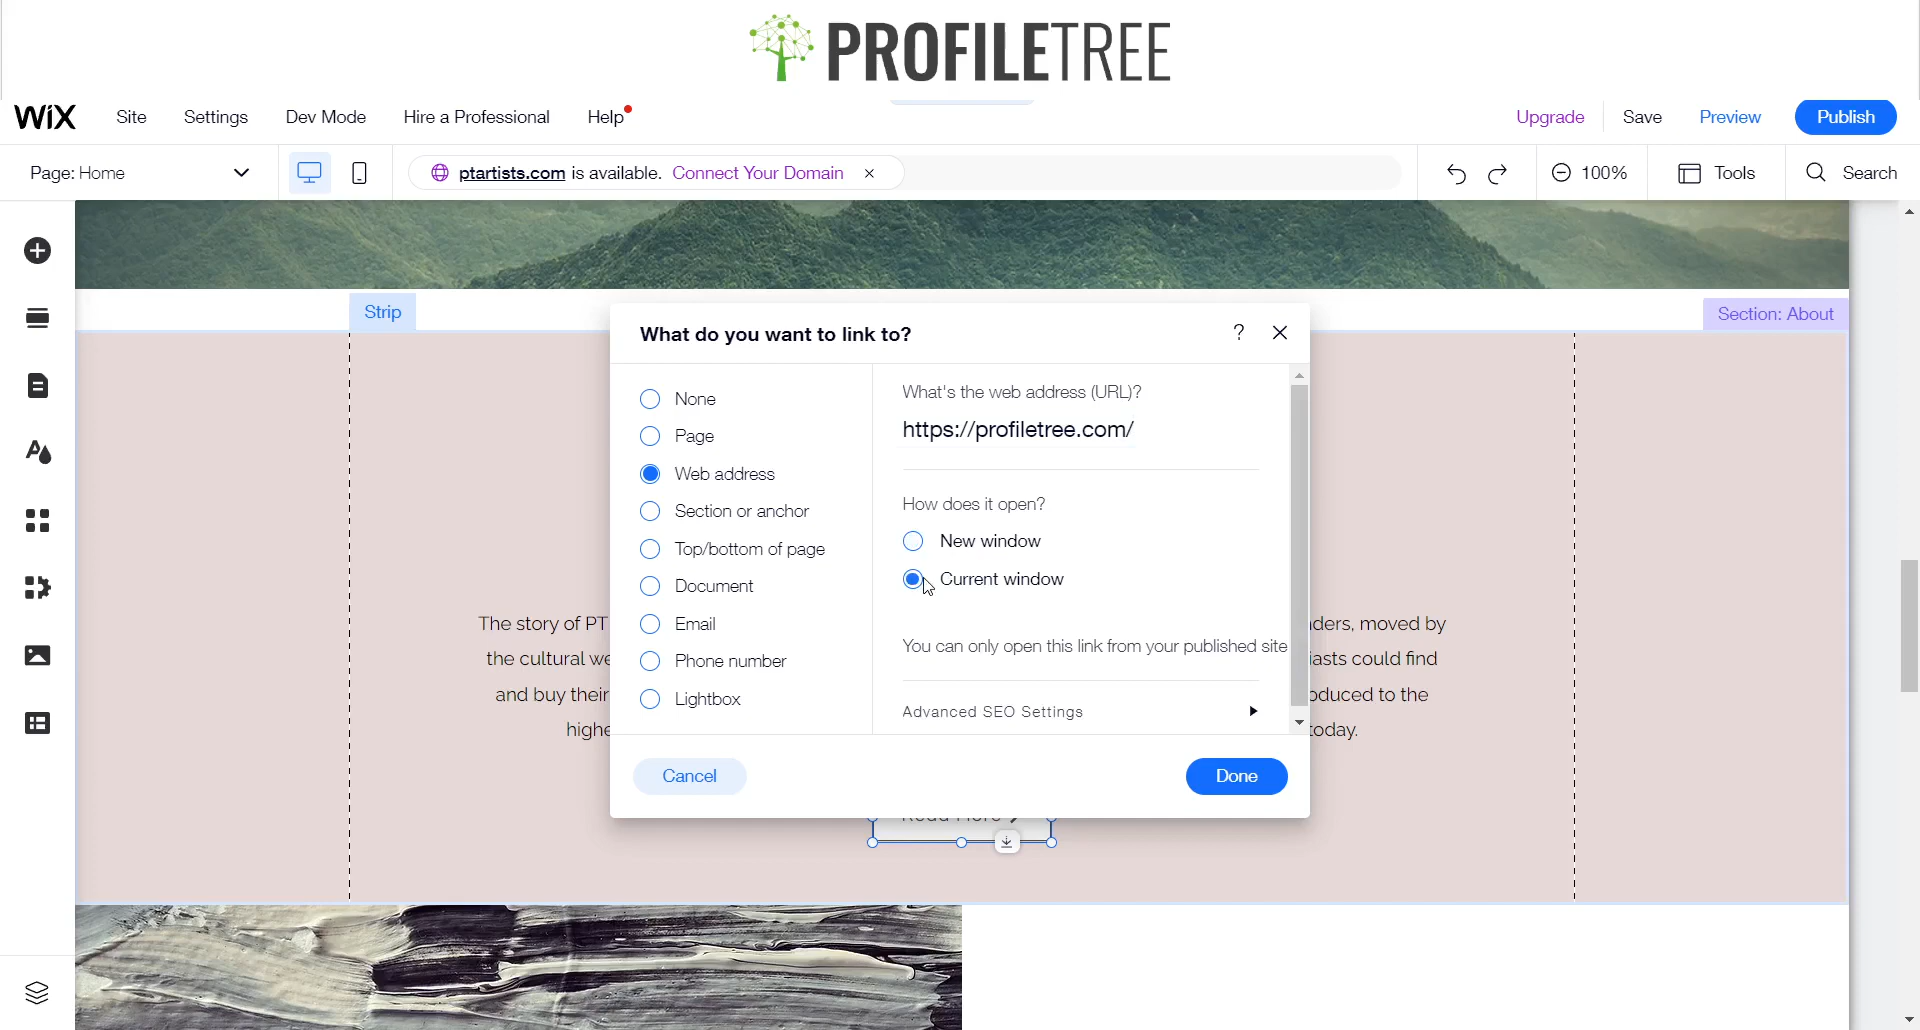 PROFILETREE
WiX Site Settings Dev Mode Hire a Professional Help Upgrade Save Preview Publish
Page: Home ptartists.com is available. Connect Your Domain 100% Tools Search
Strip
Section: About
What do you want to link to? ?
None
Page
Web address
Section or anchor
Top/bottom of page
Document
Email
Phone number
Lightbox
What's the web address (URL)?
https://profiletree.com/
How does it open?
New window
Current window
You can only open this link from your published site
Advanced SEO Settings
Cancel Done
The story of PT
the cultural we
and buy their
highe
ders, moved by
iasts could find
oduced to the
today.
Read More